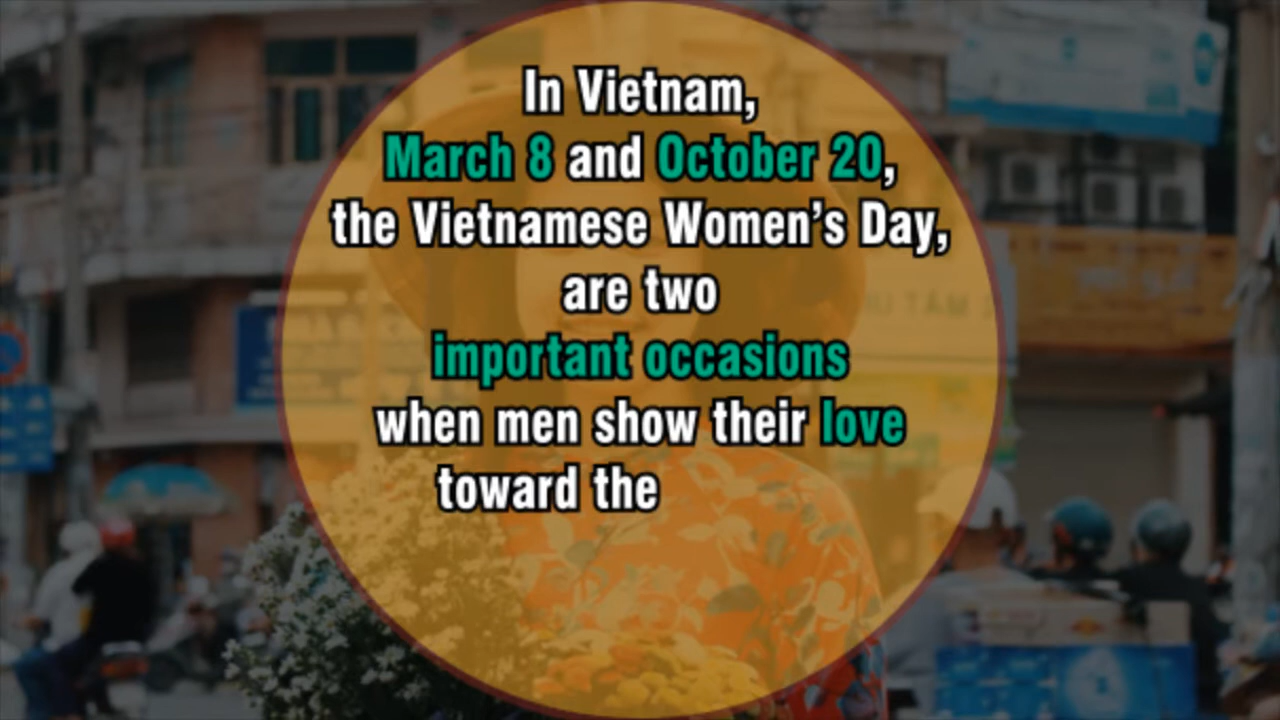 In Vietnam,
March 8 and October 20,
the Vietnamese Women's Day,
are two
important occasions
when men show their love
toward the